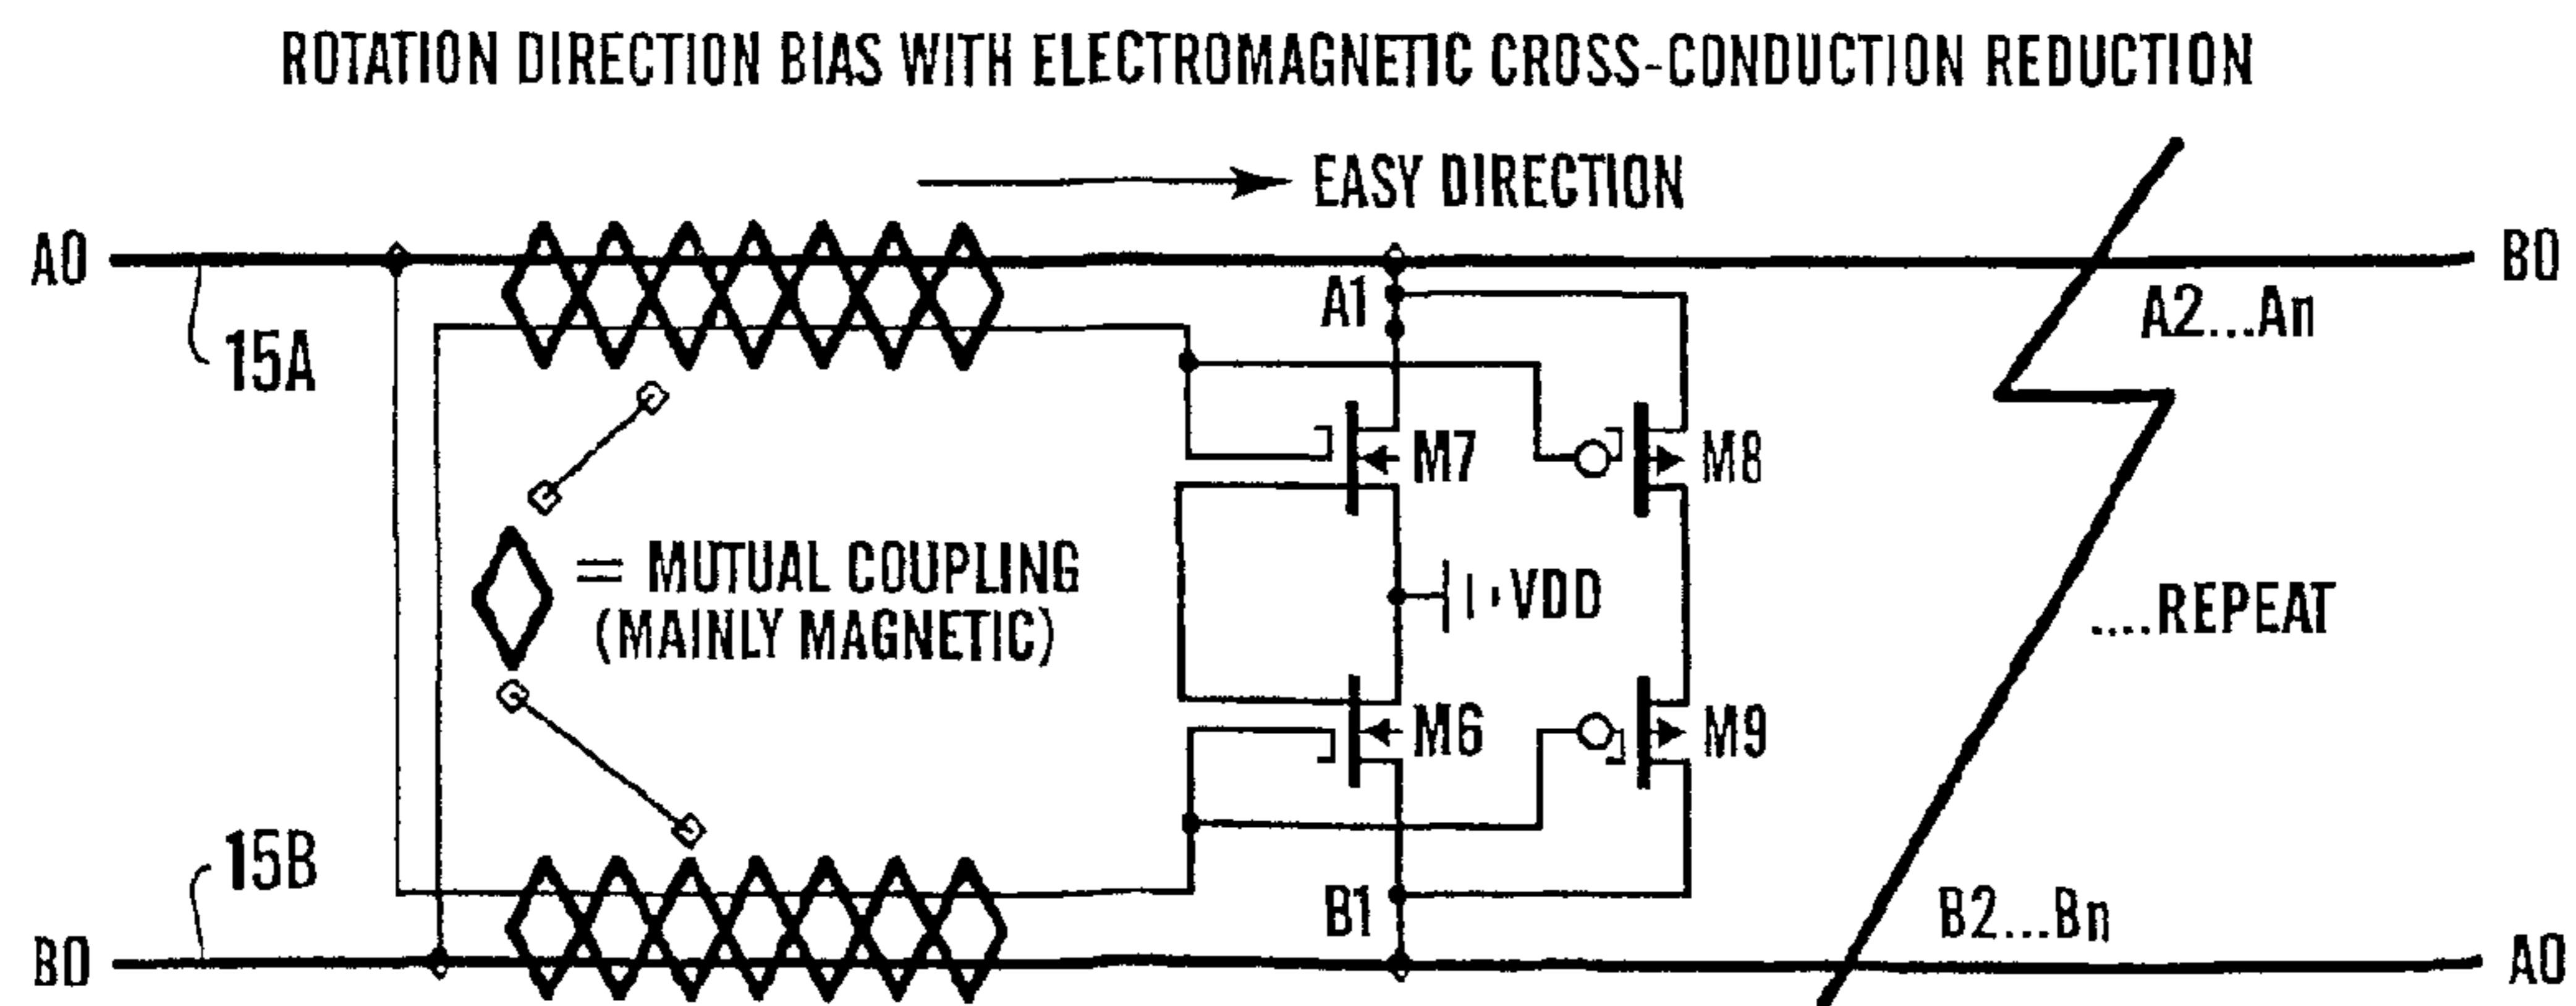 ROTATION DIRECTION BIAS WITH ELECTROMAGNETIC CROSS-CONDUCTION REDUCTION
EASY DIRECTION
A0
B0
15A
A1
A2...An
M7
M8
= MUTUAL COUPLING
(MAINLY MAGNETIC)
VDD
....REPEAT
M6
M9
15B
B1
B2...Bn
B0
A0